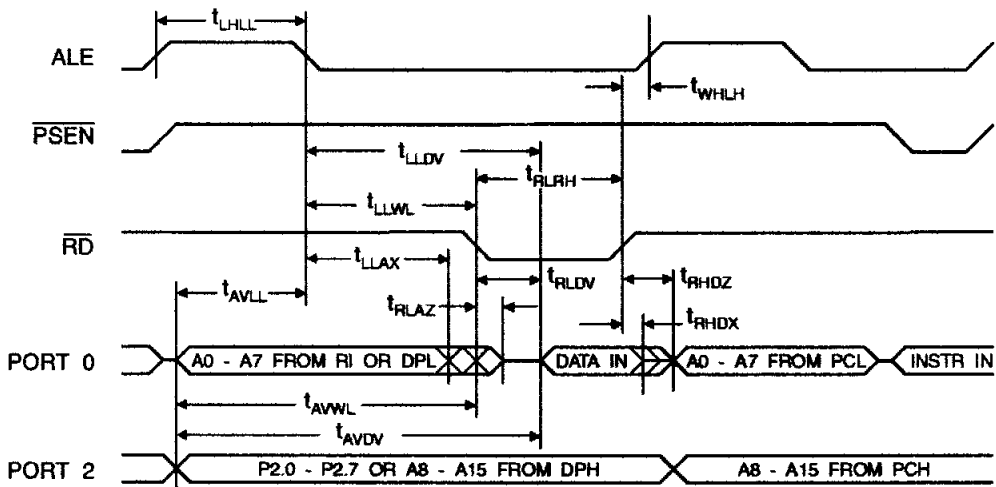 tLHLL
ALE
tWHLH
PSEN
tLLDV
tRLRH
tLLWL
RD
tLLAX
tRLDV
tRHDZ
tAVLL
tRLAZ
tRHDX
PORT 0
A0 - A7 FROM RI OR DPL
DATA IN
A0 - A7 FROM PCL
INSTR IN
tAVWL
tAVDV
PORT 2
P2.0 - P2.7 OR A8 - A15 FROM DPH
A8 - A15 FROM PCH